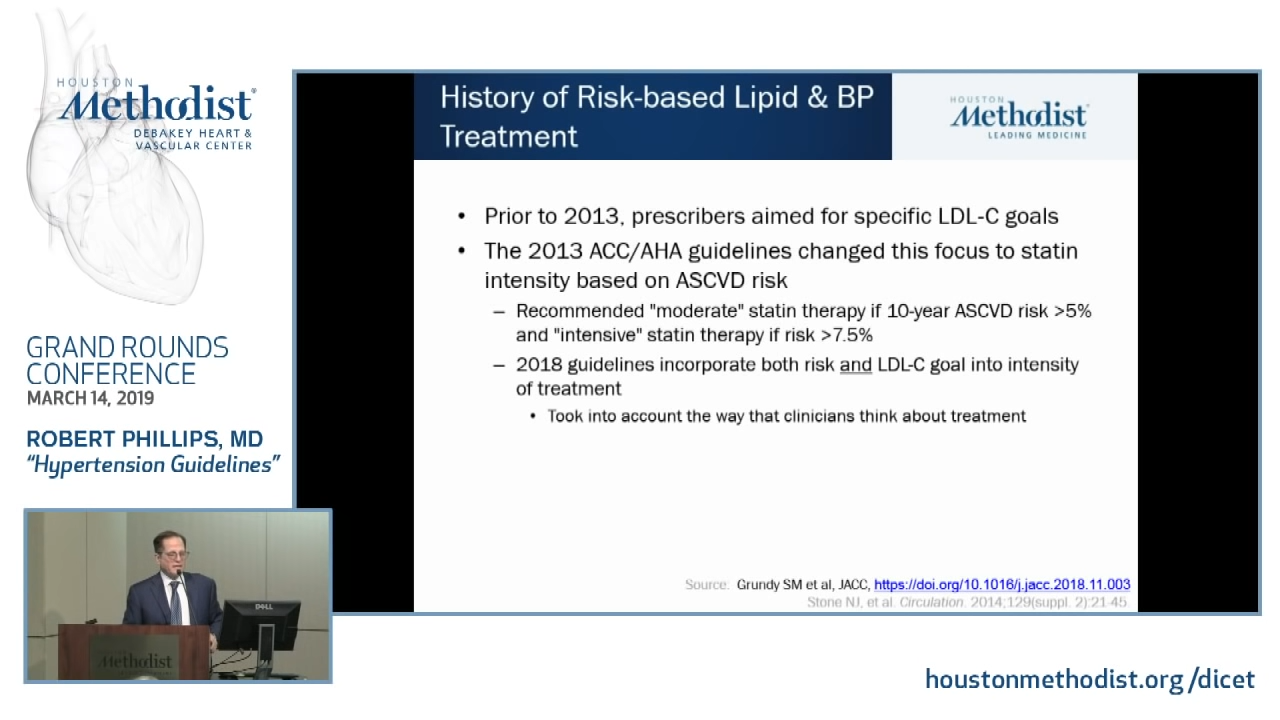 HOUSTON
Methodist®
DEBAKEY HEART &
VASCULAR CENTER
GRAND ROUNDS
CONFERENCE
MARCH 14, 2019
ROBERT PHILLIPS, MD
“Hypertension Guidelines”
History of Risk-based Lipid & BP
Treatment
HOUSTON
Methodist
LEADING MEDICINE
• Prior to 2013, prescribers aimed for specific LDL-C goals
• The 2013 ACC/AHA guidelines changed this focus to statin
intensity based on ASCVD risk
– Recommended "moderate" statin therapy if 10-year ASCVD risk >5%
and "intensive" statin therapy if risk >7.5%
– 2018 guidelines incorporate both risk and LDL-C goal into intensity
of treatment
• Took into account the way that clinicians think about treatment
Source: Grundy SM et al, JACC, https://doi.org/10.1016/j.jacc.2018.11.003
Stone NJ, et al. Circulation. 2014;129(suppl. 2):21-45.
DELL
Methodist
houstonmethodist.org/dicet